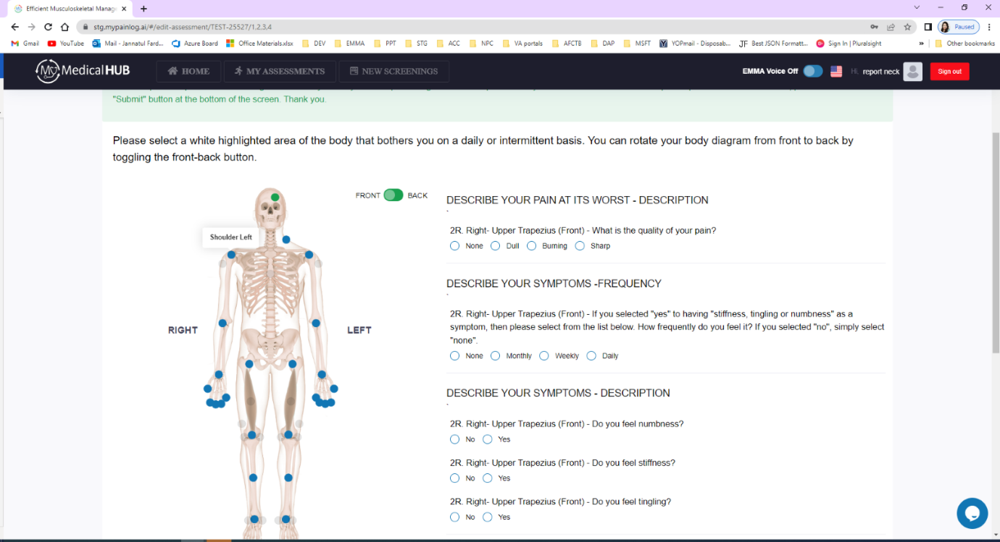 Efficient Musculoskeletal Manage
stg.mypainlog.ai/#/edit-assessment/TEST-25527/1,2,3,4
Paused
Gmail YouTube Mail - Jannatul Fard... Azure Board Office Materials.xlsx DEV EMMA PPT STG ACC NPC VA portals AFCTB DAP MSFT YOPmail - Disposab... JF Best JSON Formatt... Sign In | Pluralsight » Other bookmarks
My MedicalHUB HOME MY ASSESSMENTS NEW SCREENINGS EMMA Voice Off Hi, report neck Sign out
"Submit" button at the bottom of the screen. Thank you.
Please select a white highlighted area of the body that bothers you on a daily or intermittent basis. You can rotate your body diagram from front to back by
toggling the front-back button.
FRONT BACK
Shoulder Left
RIGHT LEFT
DESCRIBE YOUR PAIN AT ITS WORST - DESCRIPTION
2R. Right- Upper Trapezius (Front) - What is the quality of your pain?
None Dull Burning Sharp
DESCRIBE YOUR SYMPTOMS -FREQUENCY
2R. Right- Upper Trapezius (Front) - If you selected "yes" to having "stiffness, tingling or numbness" as a
symptom, then please select from the list below. How frequently do you feel it? If you selected "no", simply select
"none".
None Monthly Weekly Daily
DESCRIBE YOUR SYMPTOMS - DESCRIPTION
2R. Right- Upper Trapezius (Front) - Do you feel numbness?
No Yes
2R. Right- Upper Trapezius (Front) - Do you feel stiffness?
No Yes
2R. Right- Upper Trapezius (Front) - Do you feel tingling?
No Yes